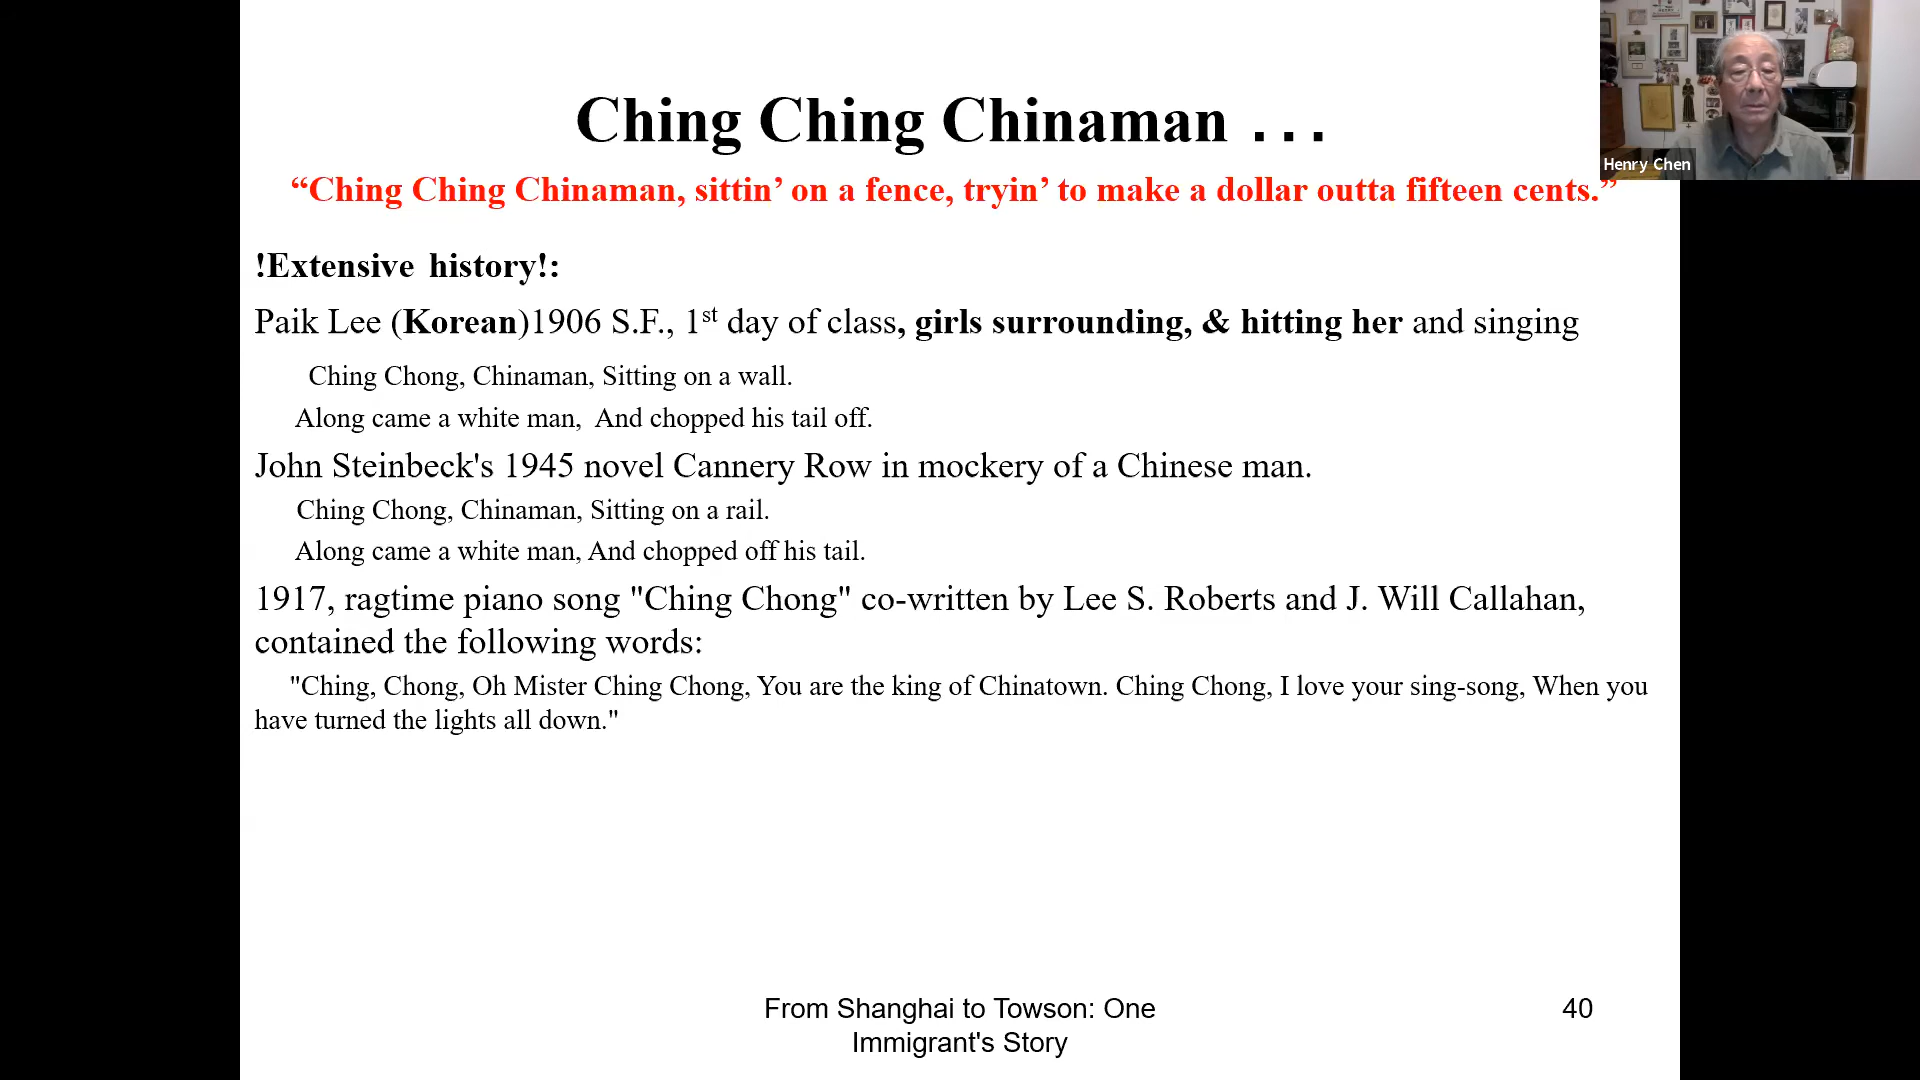 Ching Ching Chinaman …
“Ching Ching Chinaman, sittin’ on a fence, tryin’ to make a dollar outta fifteen cents.”
!Extensive history!:
Paik Lee (Korean)1906 S.F., 1st day of class, girls surrounding, & hitting her and singing
Ching Chong, Chinaman, Sitting on a wall.
Along came a white man, And chopped his tail off.
John Steinbeck's 1945 novel Cannery Row in mockery of a Chinese man.
Ching Chong, Chinaman, Sitting on a rail.
Along came a white man, And chopped off his tail.
1917, ragtime piano song "Ching Chong" co-written by Lee S. Roberts and J. Will Callahan,
contained the following words:
"Ching, Chong, Oh Mister Ching Chong, You are the king of Chinatown. Ching Chong, I love your sing-song, When you
have turned the lights all down."
From Shanghai to Towson: One
Immigrant's Story
40
Henry Chen